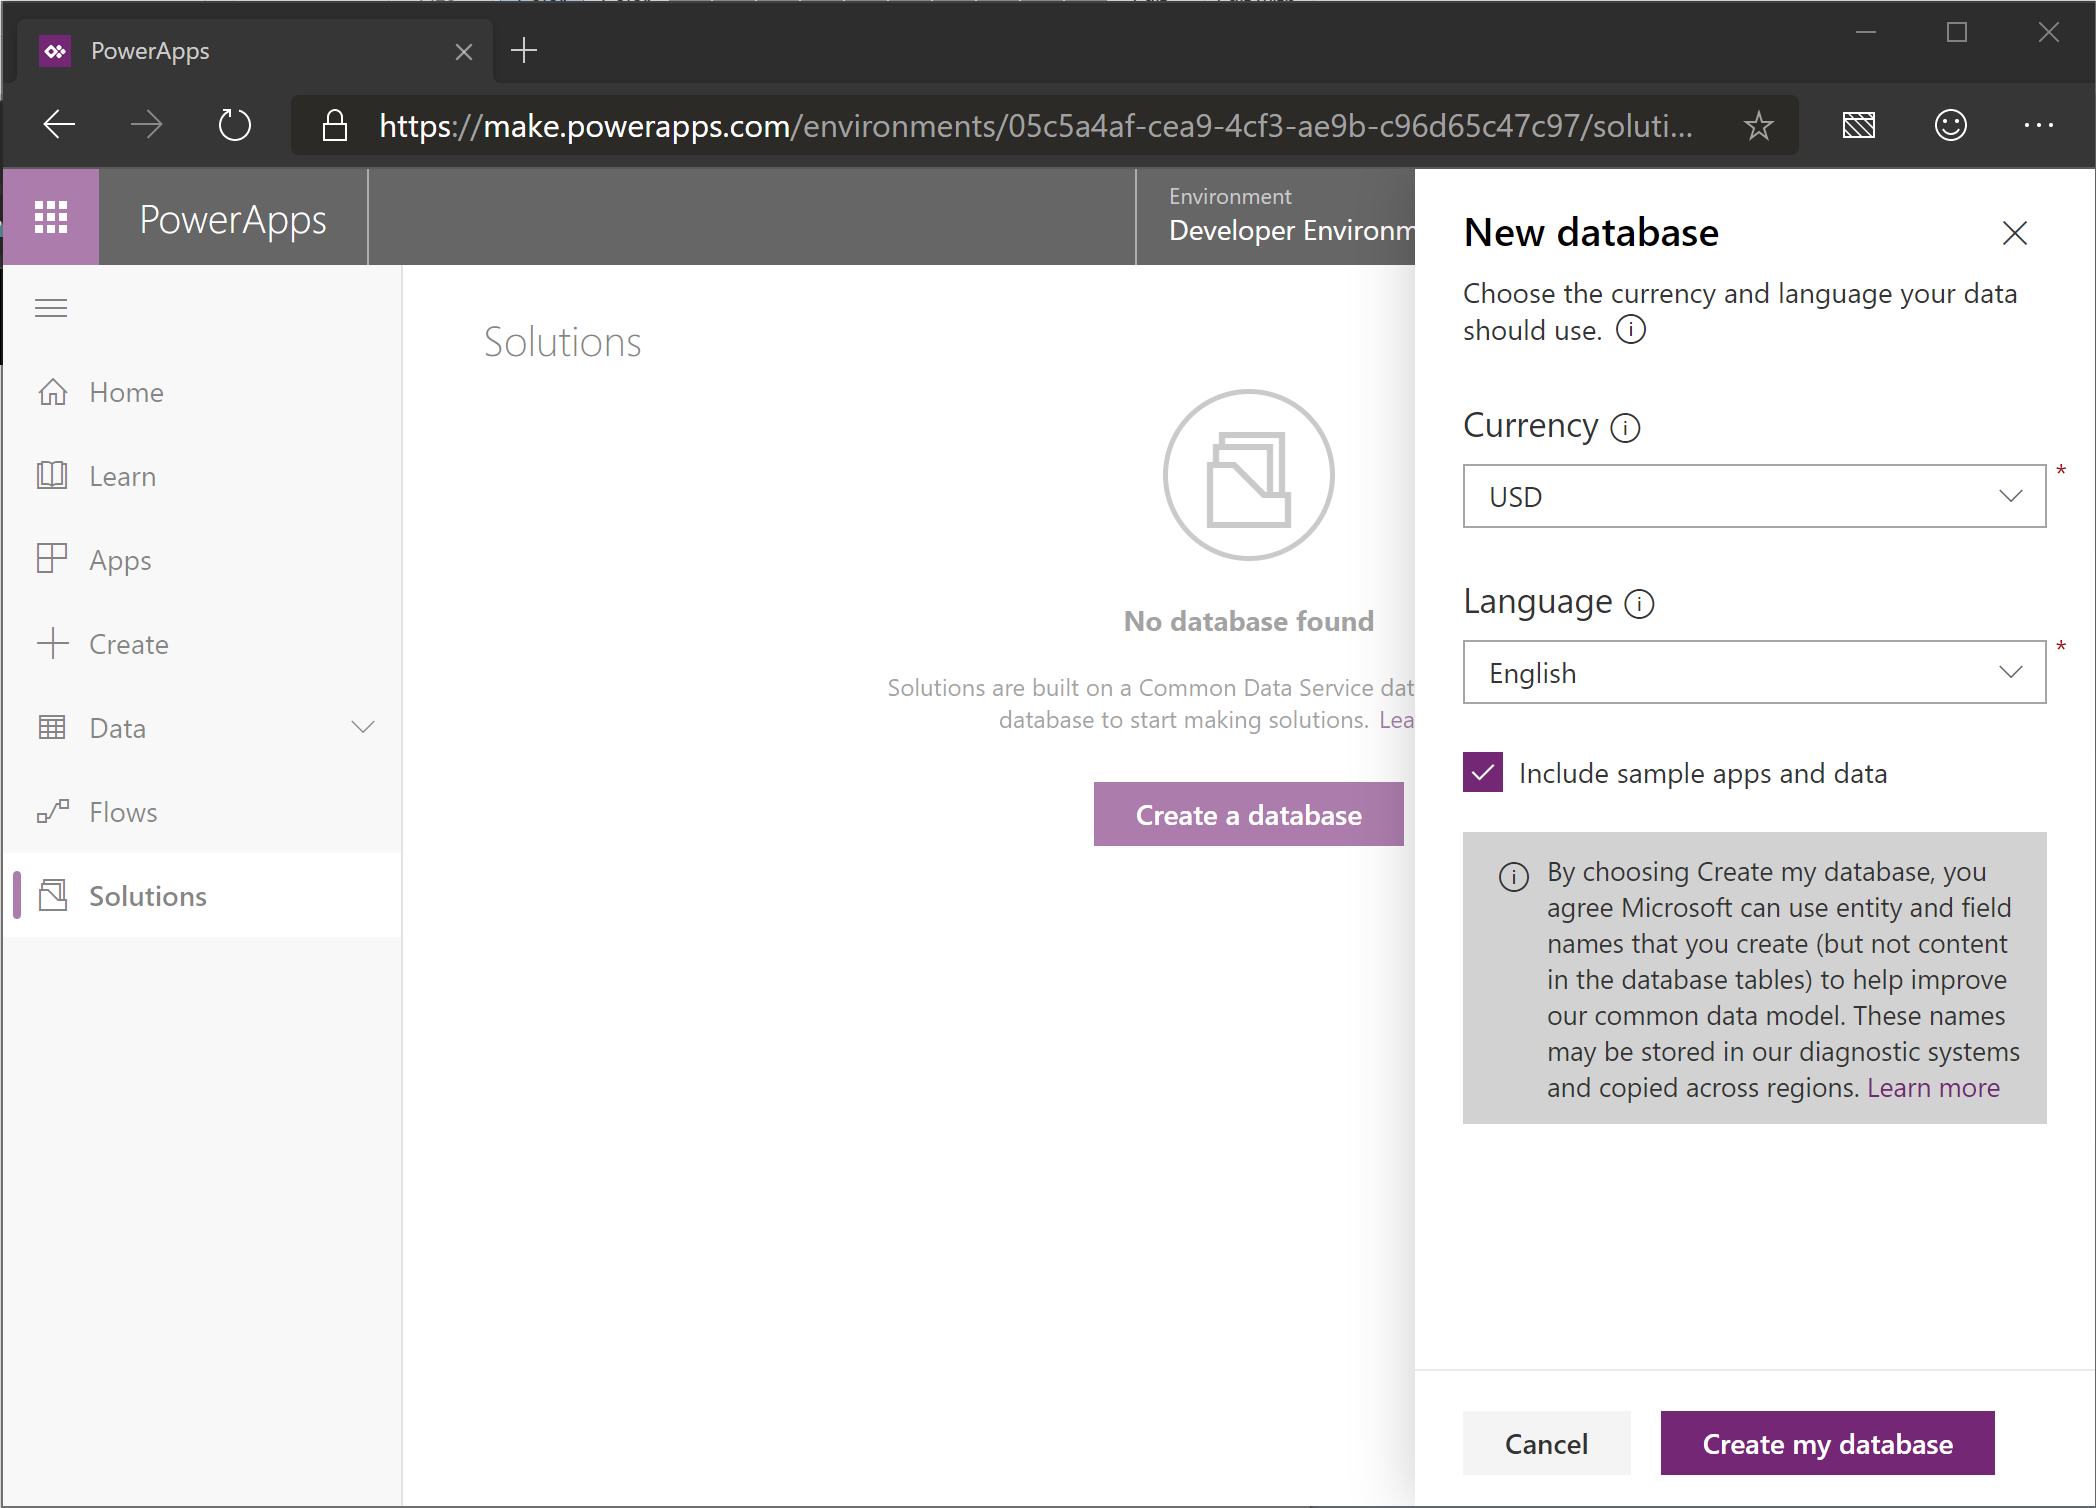 PowerApps
https://make.powerapps.com/environments/05c5a4af-cea9-4cf3-ae9b-c96d65c47c97/soluti...
PowerApps
Environment
Developer Environm
Home
Learn
Apps
Create
Data
Flows
Solutions
Solutions
No database found
Solutions are built on a Common Data Service dat
database to start making solutions. Lea
Create a database
New database
Choose the currency and language your data
should use.
Currency
USD
*
Language
English
*
Include sample apps and data
By choosing Create my database, you
agree Microsoft can use entity and field
names that you create (but not content
in the database tables) to help improve
our common data model. These names
may be stored in our diagnostic systems
and copied across regions. Learn more
Cancel
Create my database